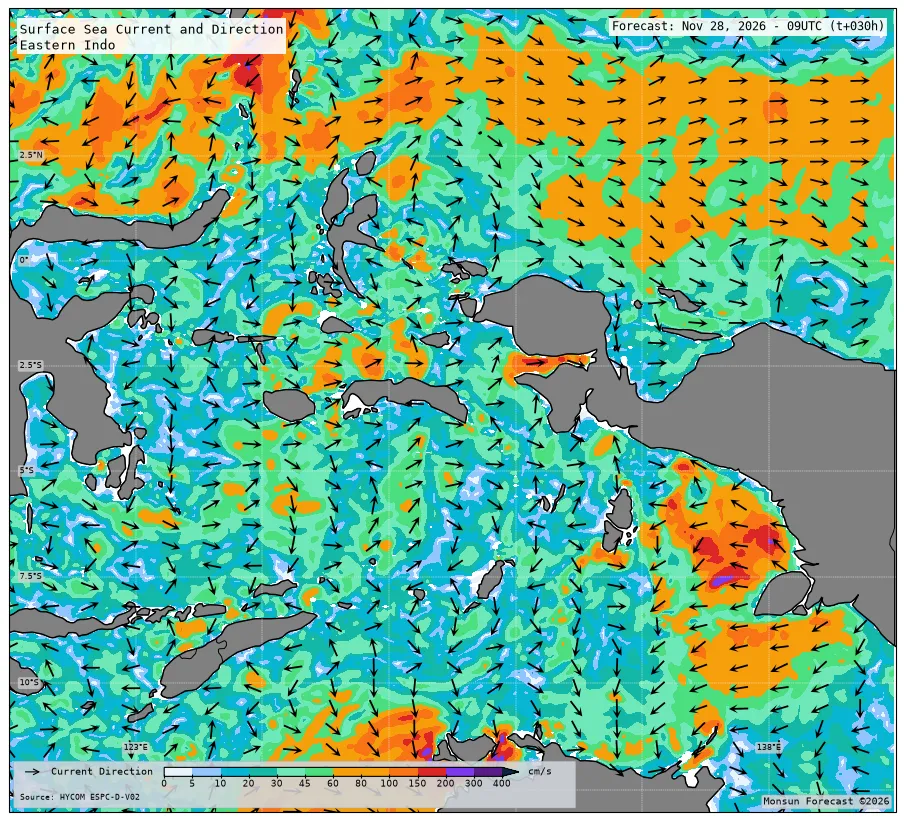 Surface Sea Current and Direction
Eastern Indo
Forecast: Nov 28, 2026 - 09UTC (t+030h)
2.5°N
0°
2.5°S
5°S
7.5°S
10°S
123°E
138°E
Current Direction
0 5 10 20 30 45 60 80 100 150 200 300 400
cm/s
Source: HYCOM ESPC-D-V02
Monsun Forecast ©2026